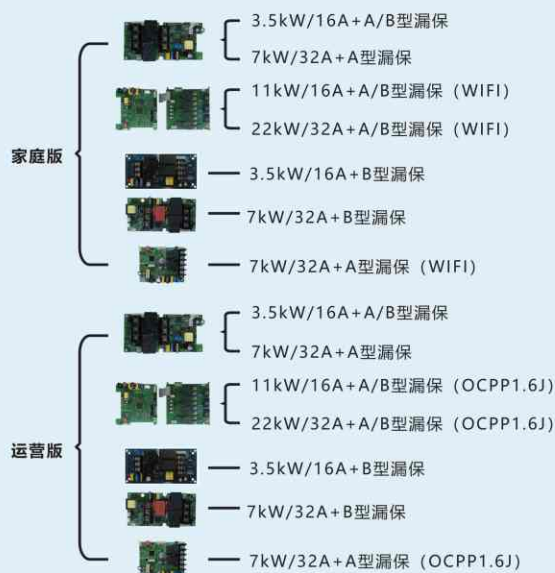 3.5kW/16A+A/B型漏保
7kW/32A+A型漏保
11kW/16A+A/B型漏保（WIFI）
22kW/32A+A/B型漏保（WIFI）
家庭版
3.5kW/16A+B型漏保
7kW/32A+B型漏保
7kW/32A+A型漏保（WIFI）
3.5kW/16A+A/B型漏保
7kW/32A+A型漏保
11kW/16A+A/B型漏保（OCPP1.6J）
22kW/32A+A/B型漏保（OCPP1.6J）
运营版
3.5kW/16A+B型漏保
7kW/32A+B型漏保
7kW/32A+A型漏保（OCPP1.6J）